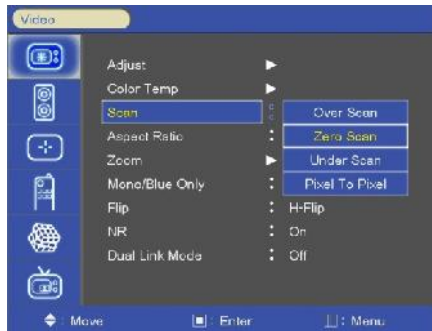 Video
Adjust
Color Temp
Scan
Over Scan
Aspect Ratio
Zero Scan
Zoom
Under Scan
Mono/Blue Only
Pixel To Pixel
Flip : H-Flip
NR : On
Dual Link Mode : Off
: Move : Enter : Menu